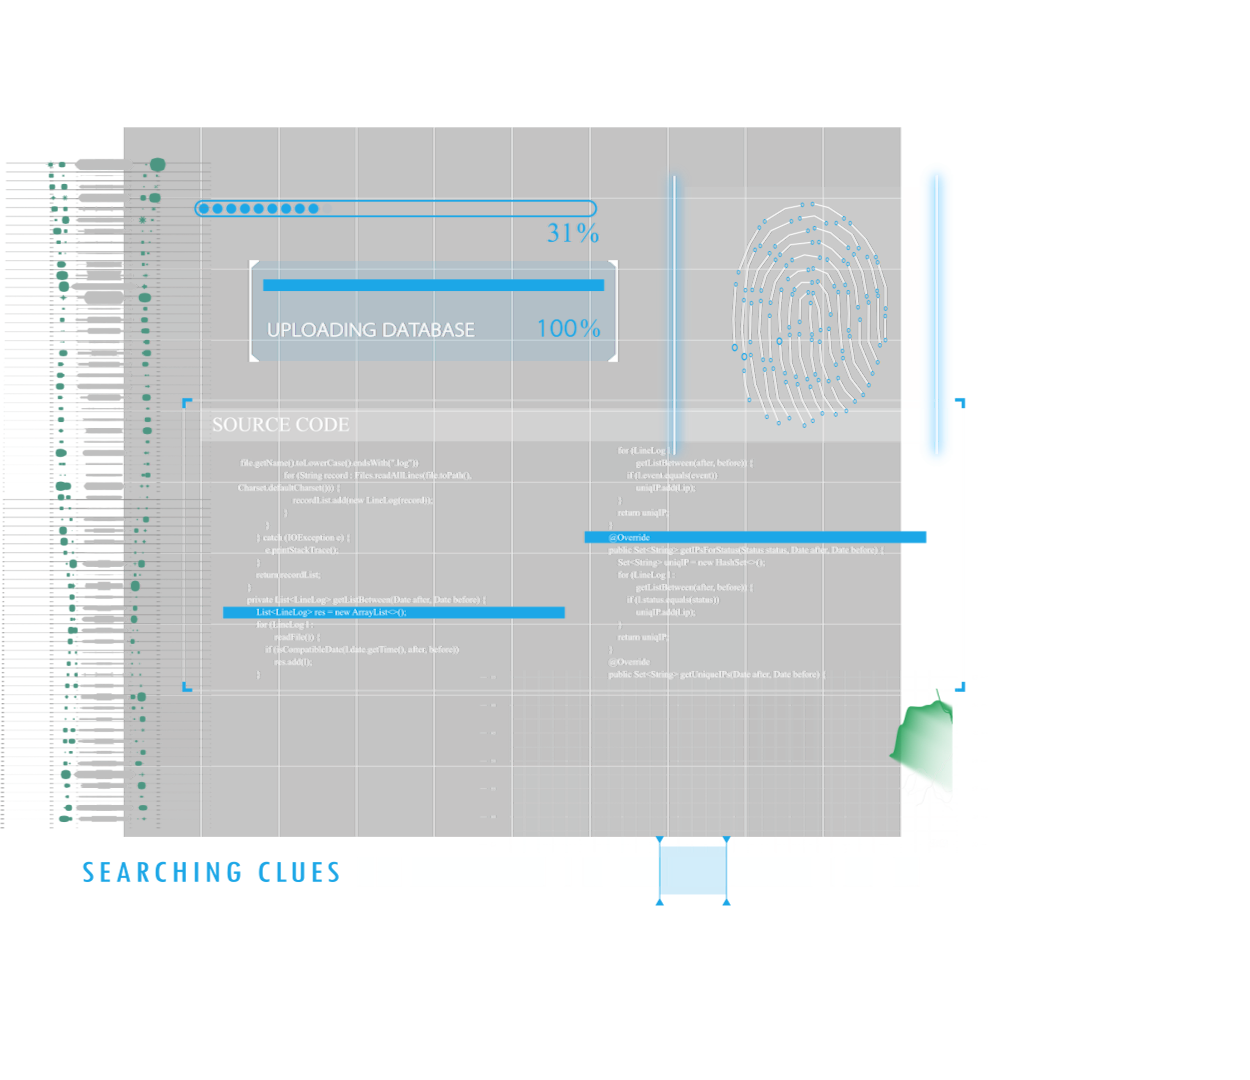 31%
UPLOADING DATABASE 100%
SOURCE CODE
file.getName().toLowerCase().endsWith(".log"))
for (String record : Files.readAllLines(file.toPath(),
Charset.defaultCharset())) {
recordList.add(new LineLog(record));
}
}
} catch (IOException e) {
e.printStackTrace();
}
return recordList;
}
private List<LineLog> getListBetween(Date after, Date before) {
List<LineLog> res = new ArrayList<>();
for (LineLog l :
readFile()) {
if (isCompatibleDate(l.date.getTime(), after, before))
res.add(l);
}
for (LineLog l
getListBetween(after, before)) {
if (l.event.equals(event))
uniqIP.add(l.ip);
}
return uniqIP;
}
@Override
public Set<String> getIPsForStatus(Status status, Date after, Date before) {
Set<String> uniqIP = new HashSet<>();
for (LineLog l :
getListBetween(after, before)) {
if (l.status.equals(status))
uniqIP.add(l.ip);
}
return uniqIP;
}
@Override
public Set<String> getUniqueIPs(Date after, Date before) {
SEARCHING CLUES